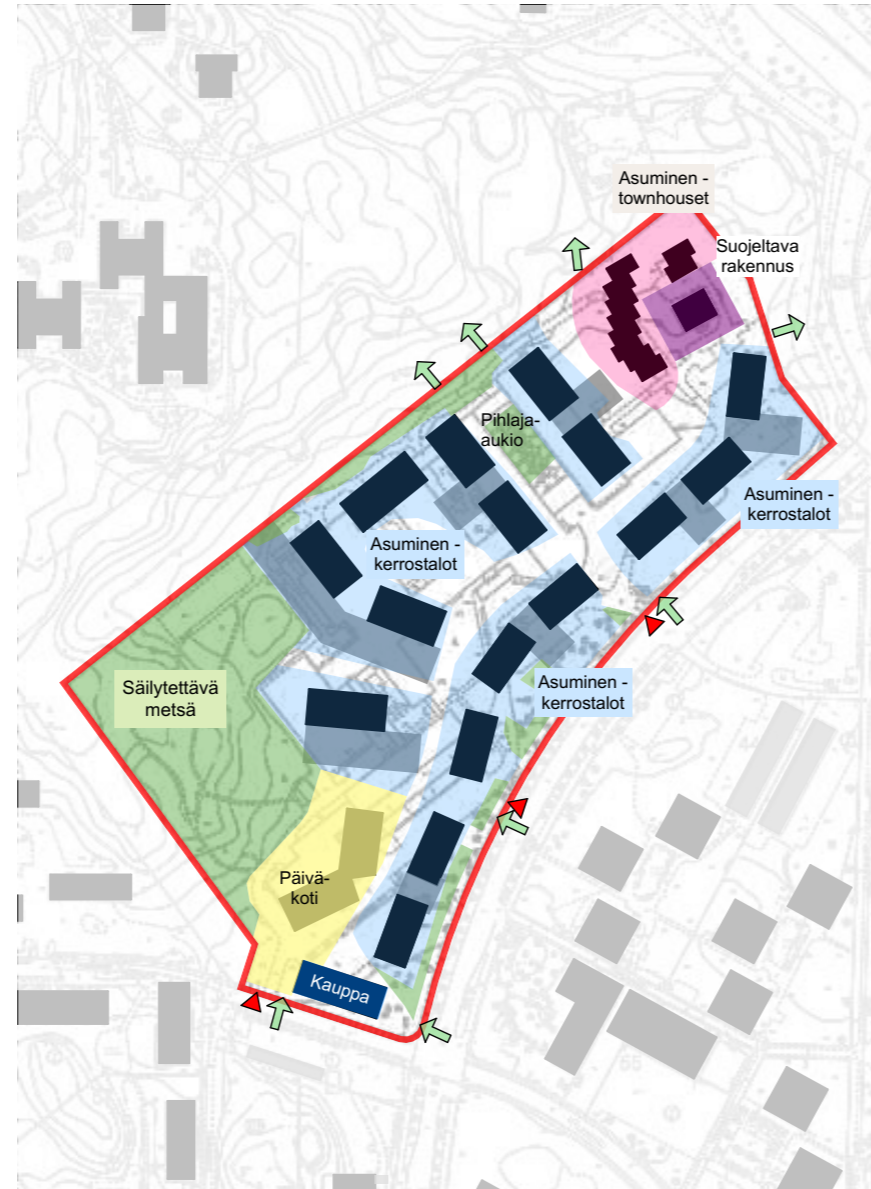 Asuminen -
townhouset
Suojeltava
rakennus
Pihlaja-
aukio
Asuminen -
kerrostalot
Asuminen -
kerrostalot
Säilytettävä
metsä
Asuminen -
kerrostalot
Päivä-
koti
Kauppa